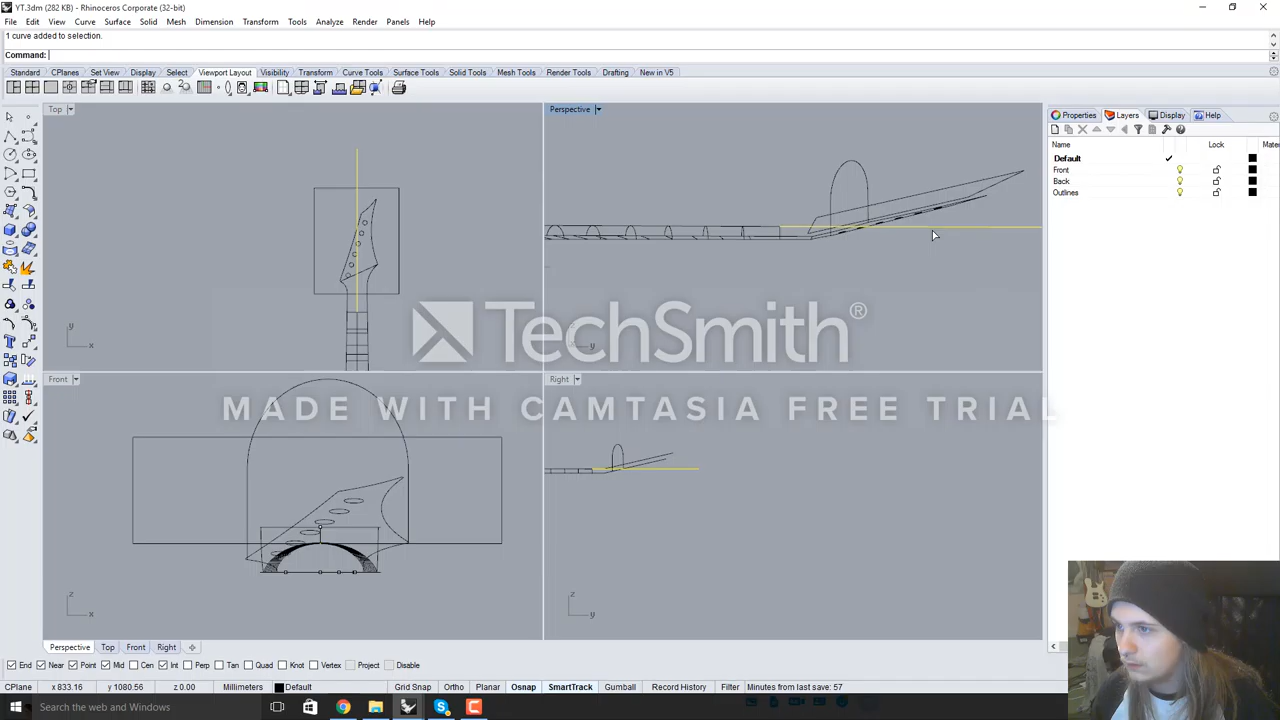 YT.3dm (282 KB) - Rhinoceros Corporate (32-bit)
File Edit View Curve Surface Solid Mesh Dimension Transform Tools Analyze Render Panels Help
1 curve added to selection.
Command:
Standard CPlanes Set View Display Select Viewport Layout Visibility Transform Curve Tools Surface Tools Solid Tools Mesh Tools Render Tools Drafting New in V5
Top
Perspective
Properties Layers Display Help
Name Lock Mate
Default
Front
Back
Outlines
y
x
y
TechSmith®
MADE WITH CAMTASIA FREE TRIAL
Front
Right
z
x
z
y
Perspective Top Front Right
End Near Point Mid Cen Int Perp Tan Quad Knot Vertex Project Disable
CPlane x 833.16 y 1080.56 z 0.00 Millimeters Default Grid Snap Ortho Planar Osnap SmartTrack Gumball Record History Filter Minutes from last save: 57
Search the web and Windows